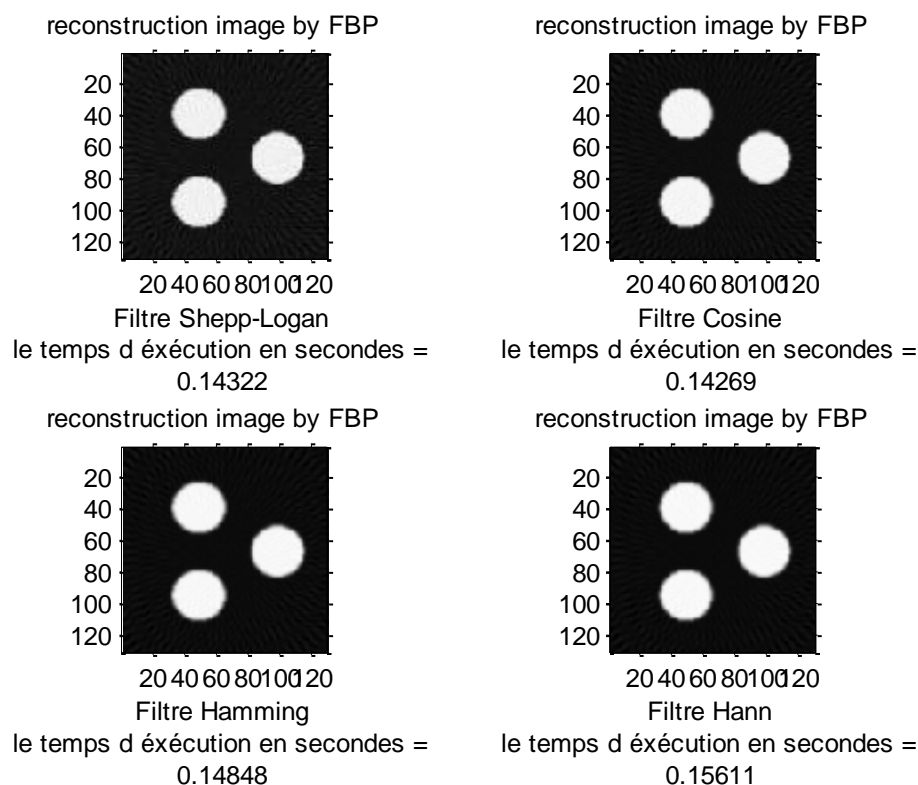 reconstruction image by FBP
20
40
60
80
100
120
20 40 60 80100120
Filtre Shepp-Logan
le temps d éxécution en secondes =
0.14322
reconstruction image by FBP
20
40
60
80
100
120
20 40 60 80100120
Filtre Cosine
le temps d éxécution en secondes =
0.14269
reconstruction image by FBP
20
40
60
80
100
120
20 40 60 80100120
Filtre Hamming
le temps d éxécution en secondes =
0.14848
reconstruction image by FBP
20
40
60
80
100
120
20 40 60 80100120
Filtre Hann
le temps d éxécution en secondes =
0.15611